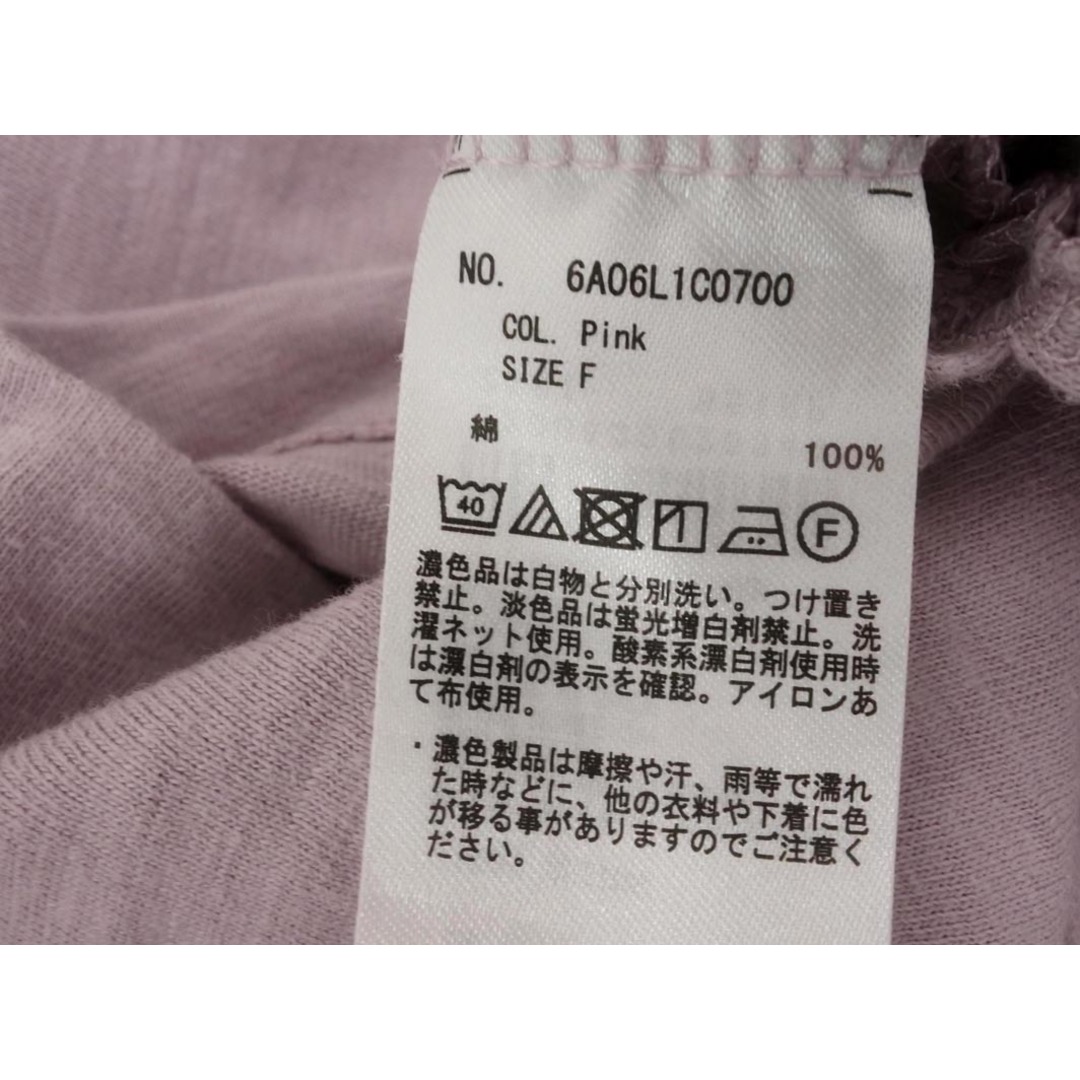 NO. 6A06L1C0700
COL. Pink
SIZE F
綿 100%
40 F
濃色品は白物と分別洗い。つけ置き
禁止。淡色品は蛍光増白剤禁止。洗
濯ネット使用。酸素系漂白剤使用時
は漂白剤の表示を確認。アイロンあ
て布使用。
・濃色製品は摩擦や汗、雨等で濡れ
た時などに、他の衣料や下着に色
が移る事がありますのでご注意く
ださい。